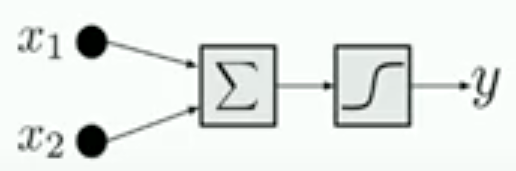 x₁
∑
y
x₂